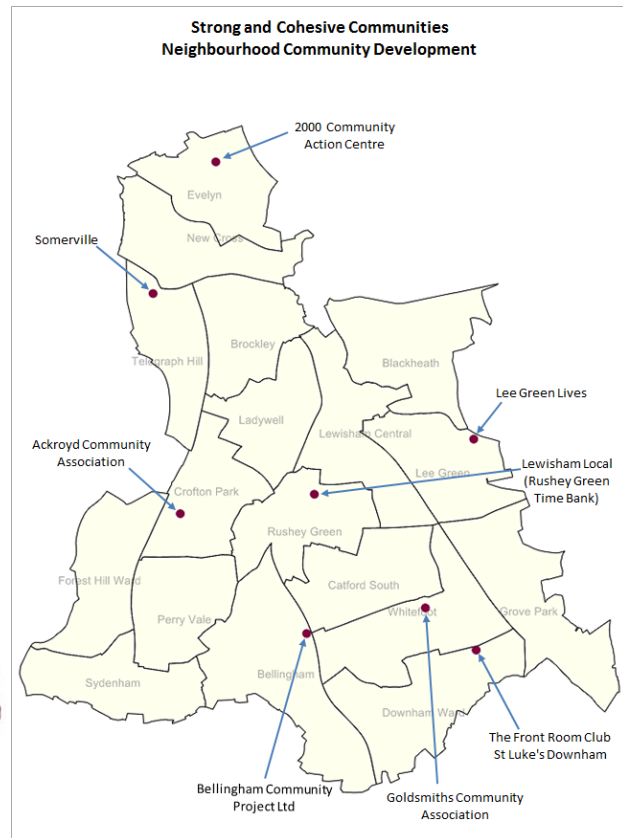 Strong and Cohesive Communities
Neighbourhood Community Development
2000 Community
Action Centre
Evelyn
New Cross
Somerville
Telegraph Hill
Brockley
Blackheath
Lee Green Lives
Ladywell
Lewisham Central
Ackroyd Community
Association
Lee Green
Lewisham Local
(Rushey Green
Time Bank)
Crofton Park
Rushey Green
Forest Hill Ward
Catford South
Whitefoot
Grove Park
Perry Vale
Bellingham
Sydenham
Downham Ward
The Front Room Club
St Luke's Downham
Bellingham Community
Project Ltd
Goldsmiths Community
Association